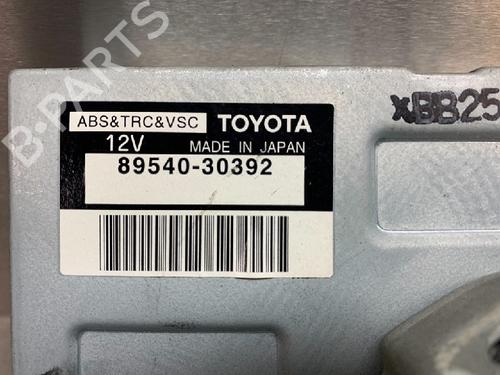 ABS&TRC&VSC TOYOTA
12V MADE IN JAPAN
89540-30392
xBB25
B-PARTS